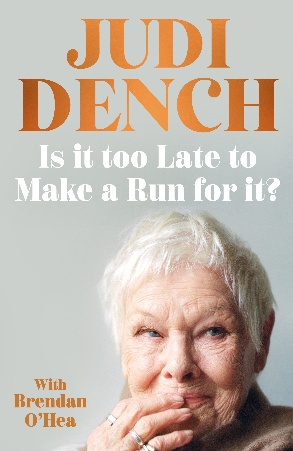 JUDI
DENCH
Is it too Late to
Make a Run for it?
With
Brendan
O'Hea